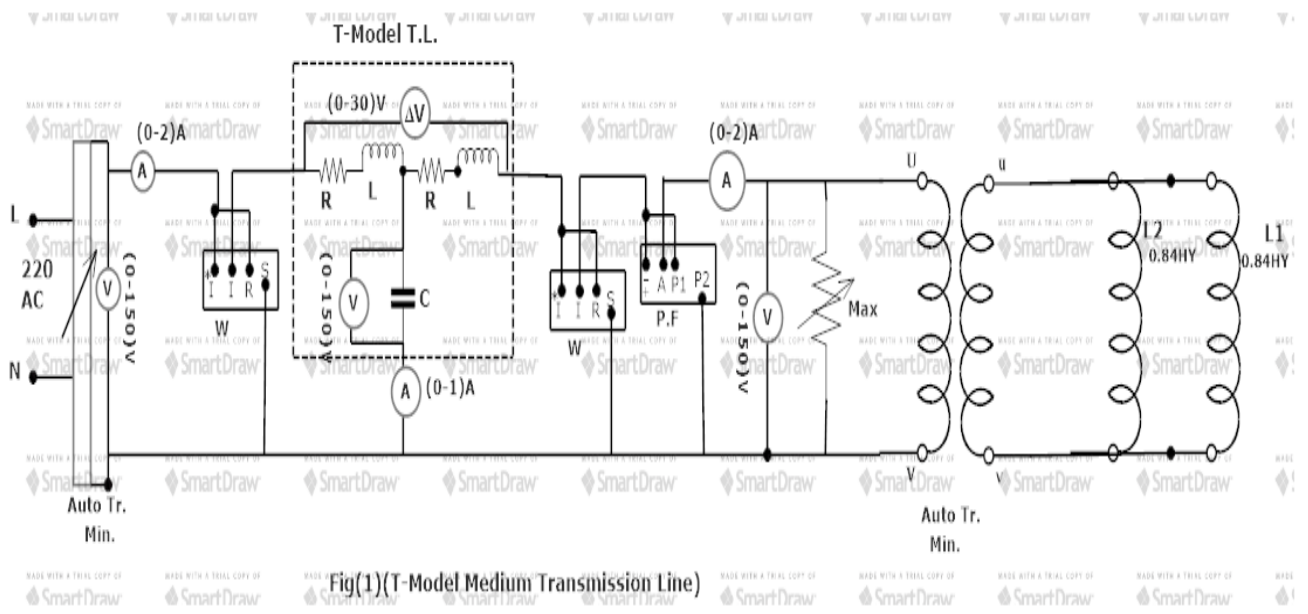 T-Model T.L.
(0-30)V
ΔV
(0-2)A
(0-2)A
A
A
U
u
R
L
R
L
L
220
AC
N
V
(0-150)V
* I I R S
W
V
(0-150)V
C
A
(0-1)A
* I I R S
W
+ A P1 P2
P.F
V
(0-150)V
Max
L2
0.84HY
L1
0.84HY
V
v
Auto Tr.
Min.
Auto Tr.
Min.
Fig(1)(T-Model Medium Transmission Line)
MADE WITH A TRIAL COPY OF
SmartDraw